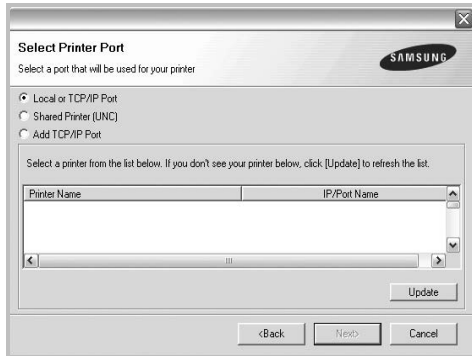 Select Printer Port
Select a port that will be used for your printer
SAMSUNG
Local or TCP/IP Port
Shared Printer (UNC)
Add TCP/IP Port
Select a printer from the list below. If you don't see your printer below, click [Update] to refresh the list.
Printer Name IP/Port Name
Update
<Back Next> Cancel